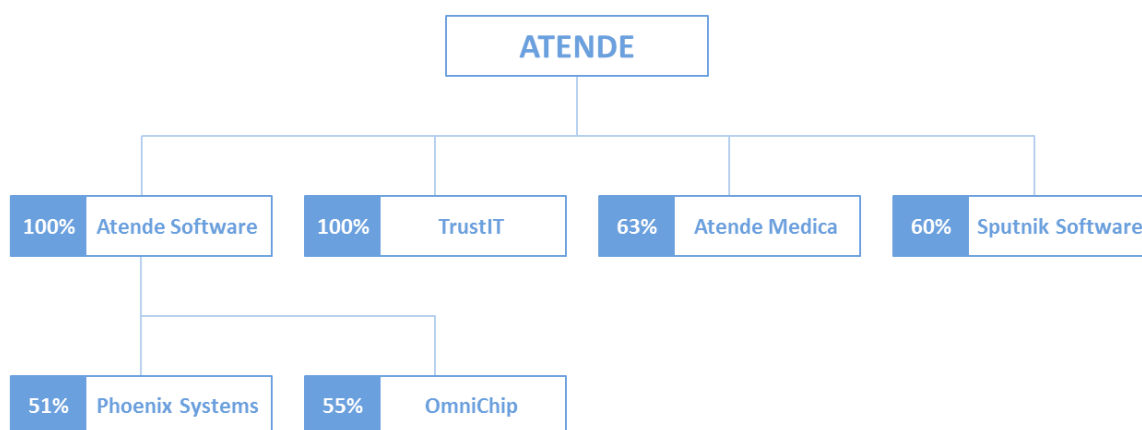 ATENDE
100% Atende Software
100% TrustIT
63% Atende Medica
60% Sputnik Software
51% Phoenix Systems
55% OmniChip